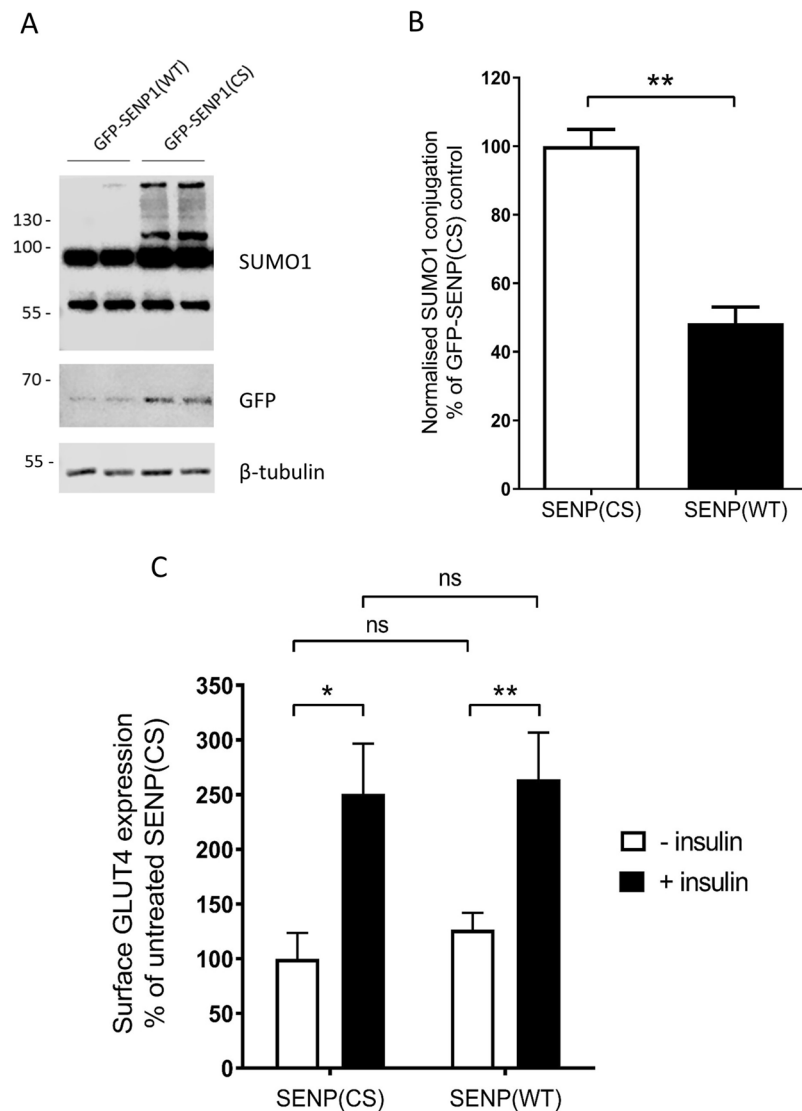 A
GFP-SENP1(WT)
GFP-SENP1(CS)
130 -
100 -
55 -
SUMO1
70 -
GFP
55 -
β-tubulin
B
Normalised SUMO1 conjugation
% of GFP-SENP(CS) control
120
100
80
60
40
20
0
**
SENP(CS) SENP(WT)
C
ns
ns
* **
Surface GLUT4 expression
% of untreated SENP(CS)
350
300
250
200
150
100
50
0
SENP(CS) SENP(WT)
- insulin
+ insulin